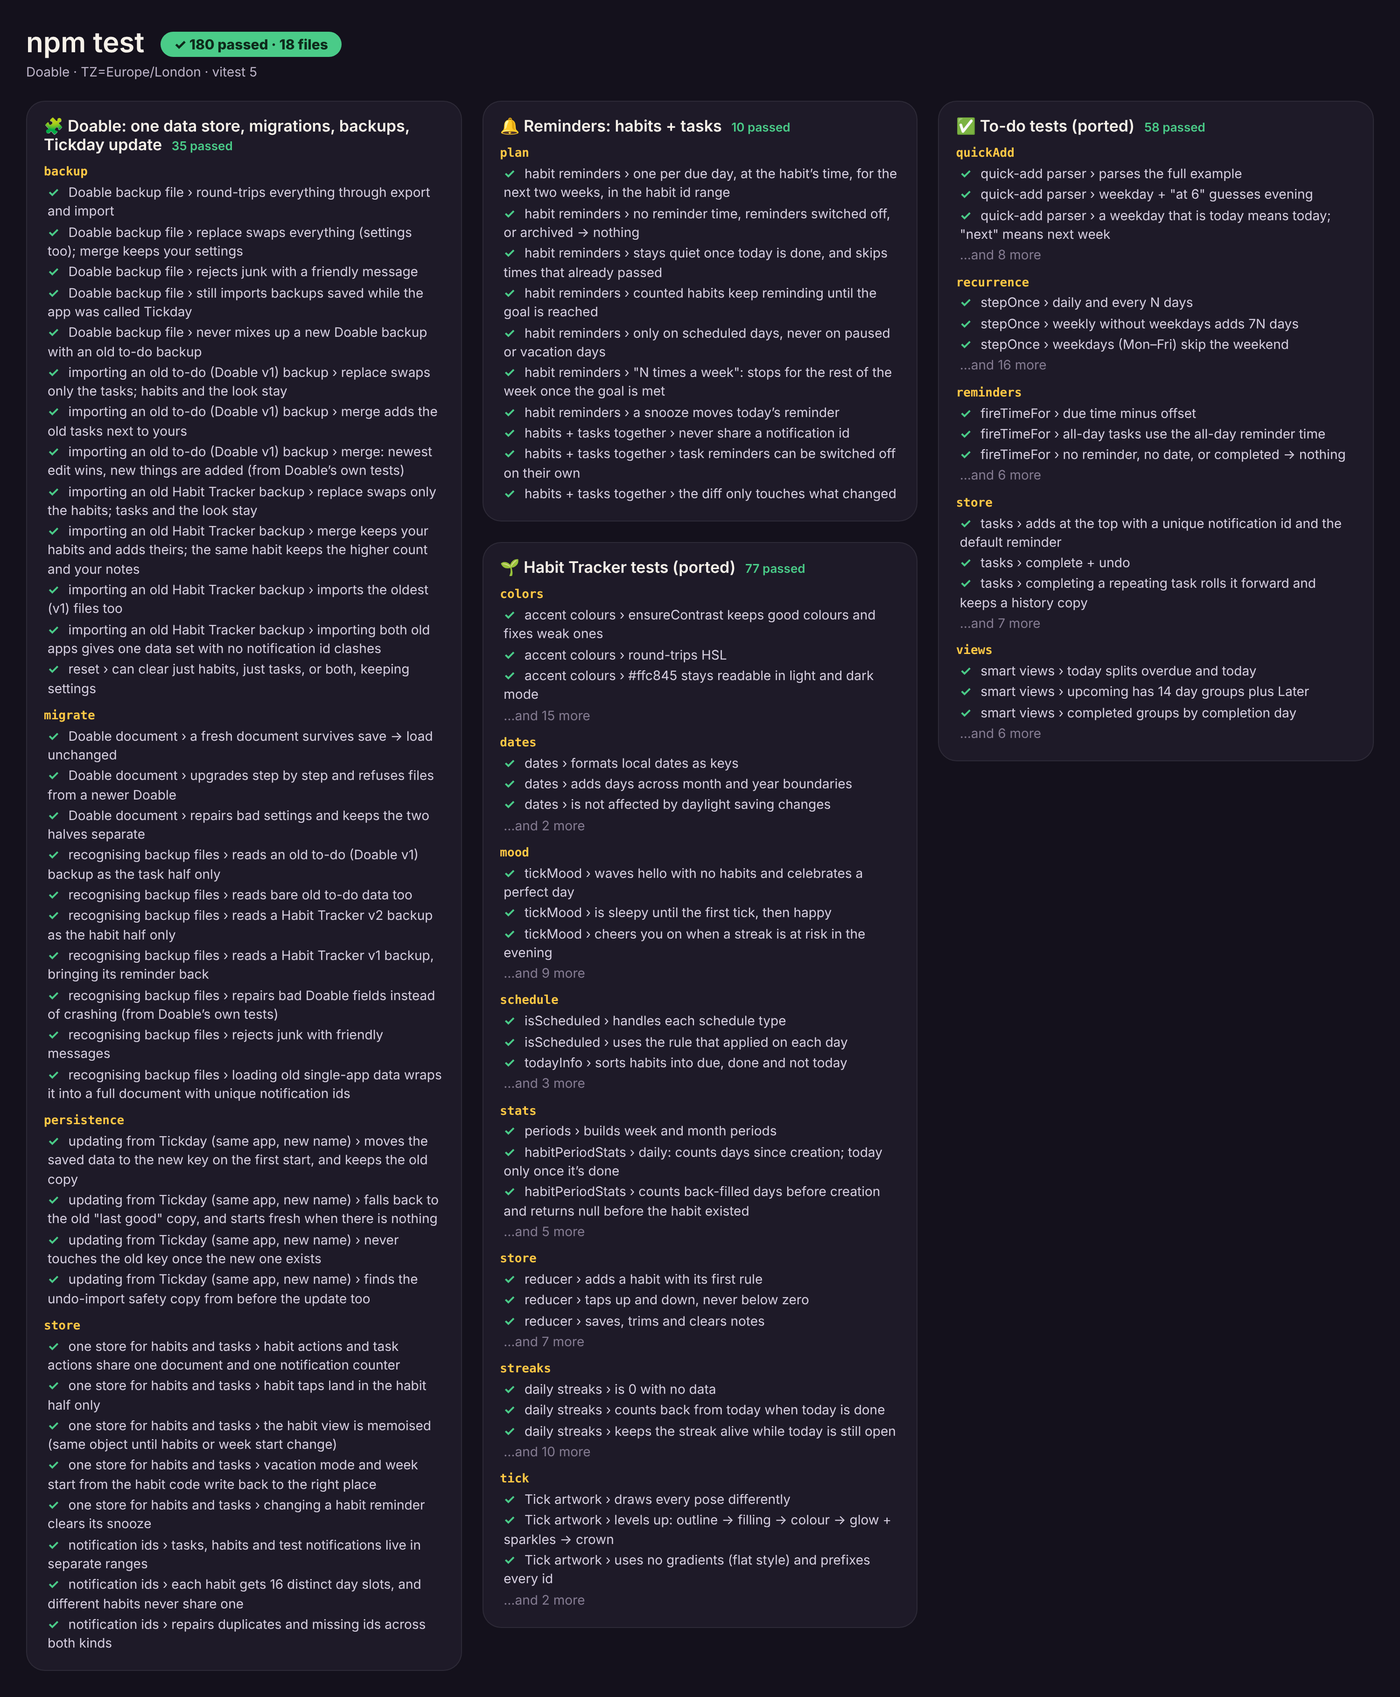 npm test ✓ 180 passed · 18 files
Doable · TZ=Europe/London · vitest 5
🧩 Doable: one data store, migrations, backups,
Tickday update 35 passed
backup
✓ Doable backup file › round-trips everything through export
and import
✓ Doable backup file › replace swaps everything (settings
too); merge keeps your settings
✓ Doable backup file › rejects junk with a friendly message
✓ Doable backup file › still imports backups saved while the
app was called Tickday
✓ Doable backup file › never mixes up a new Doable backup
with an old to-do backup
✓ importing an old to-do (Doable v1) backup › replace swaps
only the tasks; habits and the look stay
✓ importing an old to-do (Doable v1) backup › merge adds the
old tasks next to yours
✓ importing an old to-do (Doable v1) backup › merge: newest
edit wins, new things are added (from Doable’s own tests)
✓ importing an old Habit Tracker backup › replace swaps only
the habits; tasks and the look stay
✓ importing an old Habit Tracker backup › merge keeps your
habits and adds theirs; the same habit keeps the higher count
and your notes
✓ importing an old Habit Tracker backup › imports the oldest
(v1) files too
✓ importing an old Habit Tracker backup › importing both old
apps gives one data set with no notification id clashes
✓ reset › can clear just habits, just tasks, or both, keeping
settings
migrate
✓ Doable document › a fresh document survives save → load
unchanged
✓ Doable document › upgrades step by step and refuses files
from a newer Doable
✓ Doable document › repairs bad settings and keeps the two
halves separate
✓ recognising backup files › reads an old to-do (Doable v1)
backup as the task half only
✓ recognising backup files › reads bare old to-do data too
✓ recognising backup files › reads a Habit Tracker v2 backup
as the habit half only
✓ recognising backup files › reads a Habit Tracker v1 backup,
bringing its reminder back
✓ recognising backup files › repairs bad Doable fields instead
of crashing (from Doable’s own tests)
✓ recognising backup files › rejects junk with friendly
messages
✓ recognising backup files › loading old single-app data wraps
it into a full document with unique notification ids
persistence
✓ updating from Tickday (same app, new name) › moves the
saved data to the new key on the first start, and keeps the old
copy
✓ updating from Tickday (same app, new name) › falls back to
the old "last good" copy, and starts fresh when there is nothing
✓ updating from Tickday (same app, new name) › never
touches the old key once the new one exists
✓ updating from Tickday (same app, new name) › finds the
undo-import safety copy from before the update too
store
✓ one store for habits and tasks › habit actions and task
actions share one document and one notification counter
✓ one store for habits and tasks › habit taps land in the habit
half only
✓ one store for habits and tasks › the habit view is memoised
(same object until habits or week start change)
✓ one store for habits and tasks › vacation mode and week
start from the habit code write back to the right place
✓ one store for habits and tasks › changing a habit reminder
clears its snooze
✓ notification ids › tasks, habits and test notifications live in
separate ranges
✓ notification ids › each habit gets 16 distinct day slots, and
different habits never share one
✓ notification ids › repairs duplicates and missing ids across
both kinds
🔔 Reminders: habits + tasks 10 passed
plan
✓ habit reminders › one per due day, at the habit’s time, for the
next two weeks, in the habit id range
✓ habit reminders › no reminder time, reminders switched off,
or archived → nothing
✓ habit reminders › stays quiet once today is done, and skips
times that already passed
✓ habit reminders › counted habits keep reminding until the
goal is reached
✓ habit reminders › only on scheduled days, never on paused
or vacation days
✓ habit reminders › "N times a week": stops for the rest of the
week once the goal is met
✓ habit reminders › a snooze moves today’s reminder
✓ habits + tasks together › never share a notification id
✓ habits + tasks together › task reminders can be switched off
on their own
✓ habits + tasks together › the diff only touches what changed
🌱 Habit Tracker tests (ported) 77 passed
colors
✓ accent colours › ensureContrast keeps good colours and
fixes weak ones
✓ accent colours › round-trips HSL
✓ accent colours › #ffc845 stays readable in light and dark
mode
…and 15 more
dates
✓ dates › formats local dates as keys
✓ dates › adds days across month and year boundaries
✓ dates › is not affected by daylight saving changes
…and 2 more
mood
✓ tickMood › waves hello with no habits and celebrates a
perfect day
✓ tickMood › is sleepy until the first tick, then happy
✓ tickMood › cheers you on when a streak is at risk in the
evening
…and 9 more
schedule
✓ isScheduled › handles each schedule type
✓ isScheduled › uses the rule that applied on each day
✓ todayInfo › sorts habits into due, done and not today
…and 3 more
stats
✓ periods › builds week and month periods
✓ habitPeriodStats › daily: counts days since creation; today
only once it’s done
✓ habitPeriodStats › counts back-filled days before creation
and returns null before the habit existed
…and 5 more
store
✓ reducer › adds a habit with its first rule
✓ reducer › taps up and down, never below zero
✓ reducer › saves, trims and clears notes
…and 7 more
streaks
✓ daily streaks › is 0 with no data
✓ daily streaks › counts back from today when today is done
✓ daily streaks › keeps the streak alive while today is still open
…and 10 more
tick
✓ Tick artwork › draws every pose differently
✓ Tick artwork › levels up: outline → filling → colour → glow +
sparkles → crown
✓ Tick artwork › uses no gradients (flat style) and prefixes
every id
…and 2 more
✅ To-do tests (ported) 58 passed
quickAdd
✓ quick-add parser › parses the full example
✓ quick-add parser › weekday + "at 6" guesses evening
✓ quick-add parser › a weekday that is today means today;
"next" means next week
…and 8 more
recurrence
✓ stepOnce › daily and every N days
✓ stepOnce › weekly without weekdays adds 7N days
✓ stepOnce › weekdays (Mon–Fri) skip the weekend
…and 16 more
reminders
✓ fireTimeFor › due time minus offset
✓ fireTimeFor › all-day tasks use the all-day reminder time
✓ fireTimeFor › no reminder, no date, or completed → nothing
…and 6 more
store
✓ tasks › adds at the top with a unique notification id and the
default reminder
✓ tasks › complete + undo
✓ tasks › completing a repeating task rolls it forward and
keeps a history copy
…and 7 more
views
✓ smart views › today splits overdue and today
✓ smart views › upcoming has 14 day groups plus Later
✓ smart views › completed groups by completion day
…and 6 more